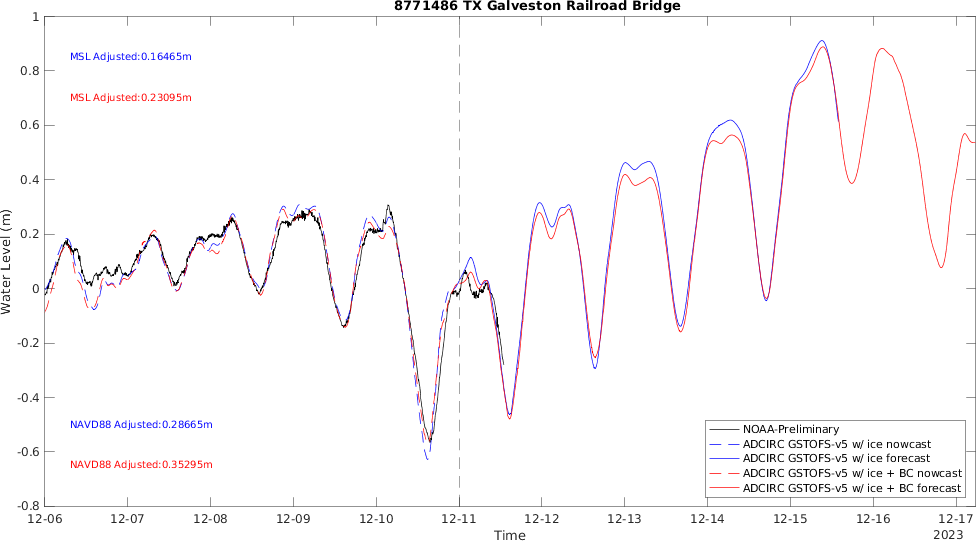 8771486 TX Galveston Railroad Bridge
1
0.8
0.6
0.4
0.2
0
-0.2
-0.4
-0.6
-0.8
Water Level (m)
MSL Adjusted:0.16465m
MSL Adjusted:0.23095m
NAVD88 Adjusted:0.28665m
NAVD88 Adjusted:0.35295m
NOAA-Preliminary
ADCIRC GSTOFS-v5 w/ ice nowcast
ADCIRC GSTOFS-v5 w/ ice forecast
ADCIRC GSTOFS-v5 w/ ice + BC nowcast
ADCIRC GSTOFS-v5 w/ ice + BC forecast
12-06 12-07 12-08 12-09 12-10 12-11 12-12 12-13 12-14 12-15 12-16 12-17
Time
2023